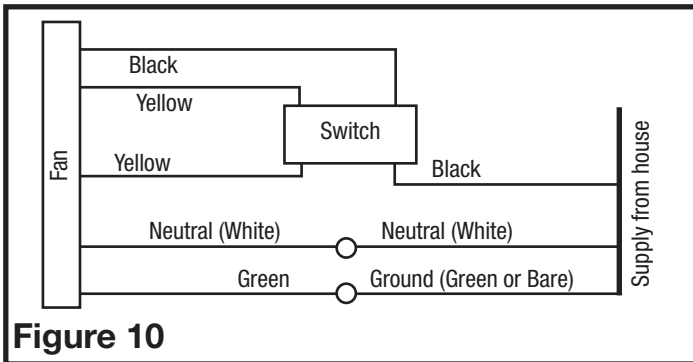 Black
Yellow
Switch
Fan
Yellow
Black
Supply from house
Neutral (White)
Neutral (White)
Green
Ground (Green or Bare)
Figure 10